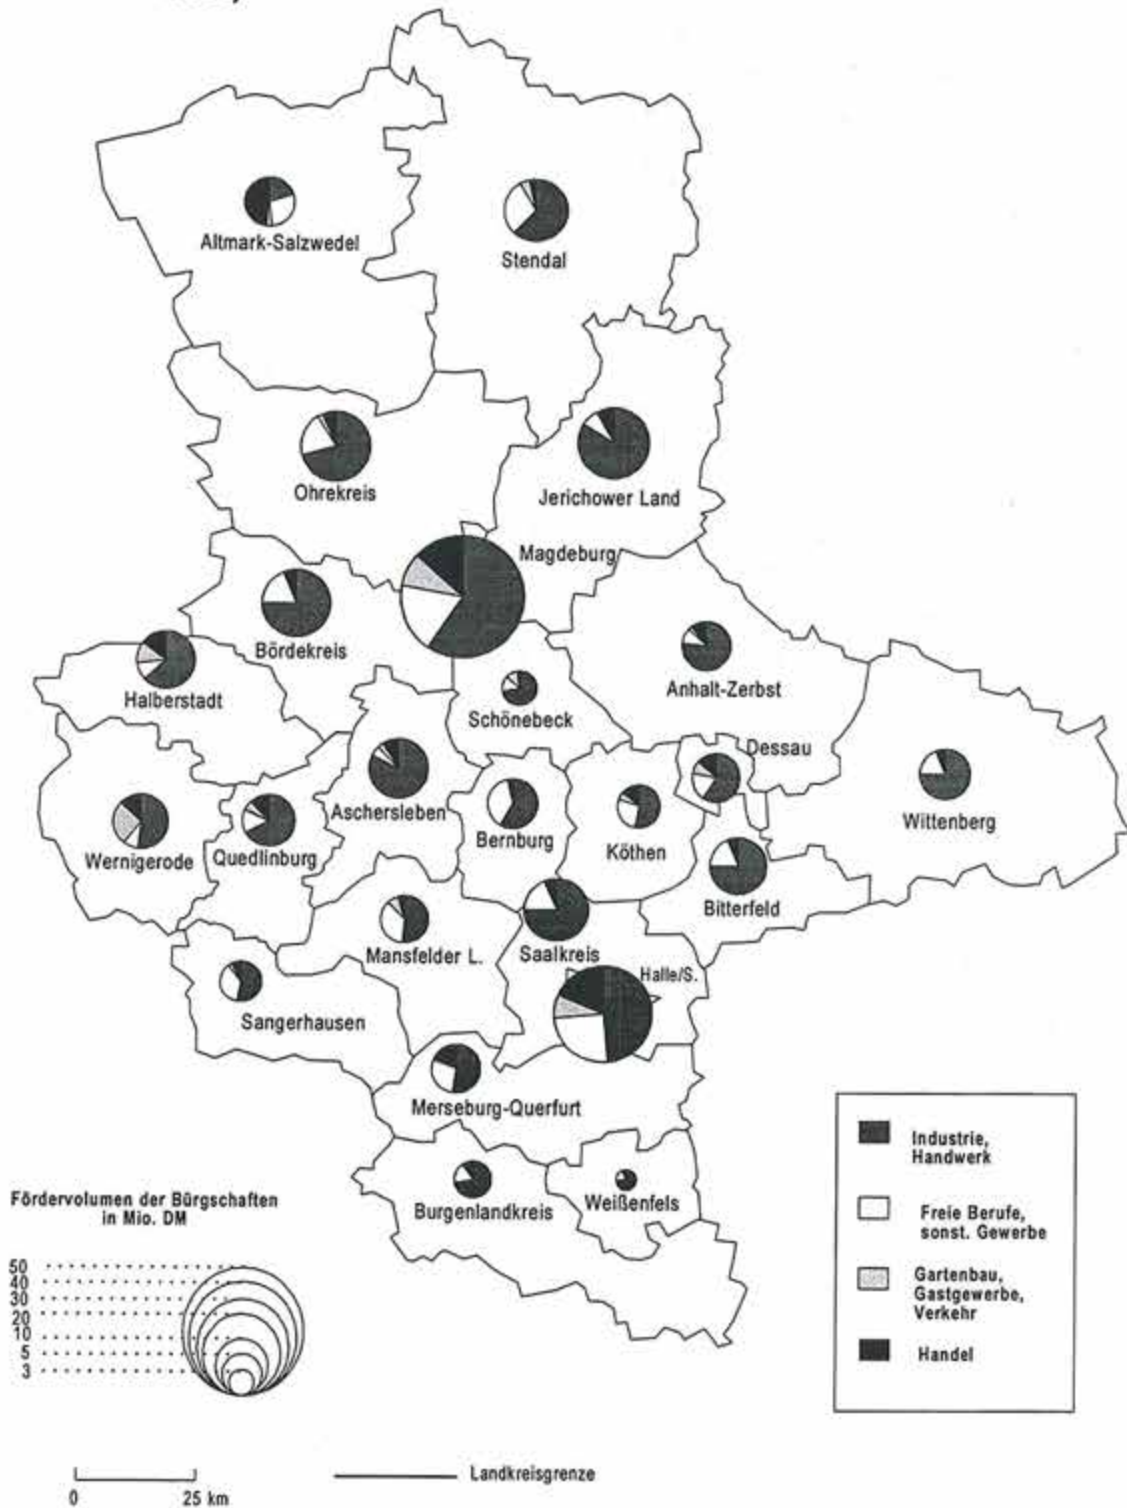 Altmark-Salzwedel
Stendal
Ohrekreis
Jerichower Land
Magdeburg
Bördekreis
Halberstadt
Anhalt-Zerbst
Schönebeck
Dessau
Aschersleben
Wernigerode
Quedlinburg
Bernburg
Köthen
Wittenberg
Bitterfeld
Mansfelder L.
Saalkreis
Halle/S.
Sangerhausen
Merseburg-Querfurt
Burgenlandkreis
Weißenfels
Fördervolumen der Bürgschaften
in Mio. DM
50
40
30
20
10
5
3
Industrie,
Handwerk
Freie Berufe,
sonst. Gewerbe
Gartenbau,
Gastgewerbe,
Verkehr
Handel
0 25 km
Landkreisgrenze